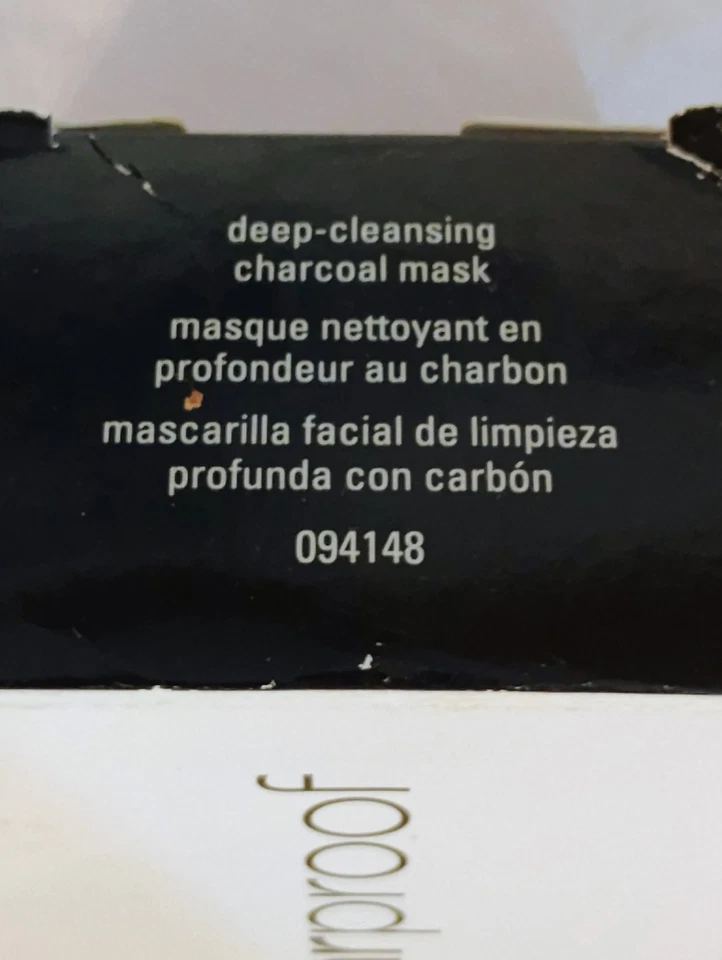 deep-cleansing
charcoal mask
masque nettoyant en
profondeur au charbon
mascarilla facial de limpieza
profunda con carbón
094148